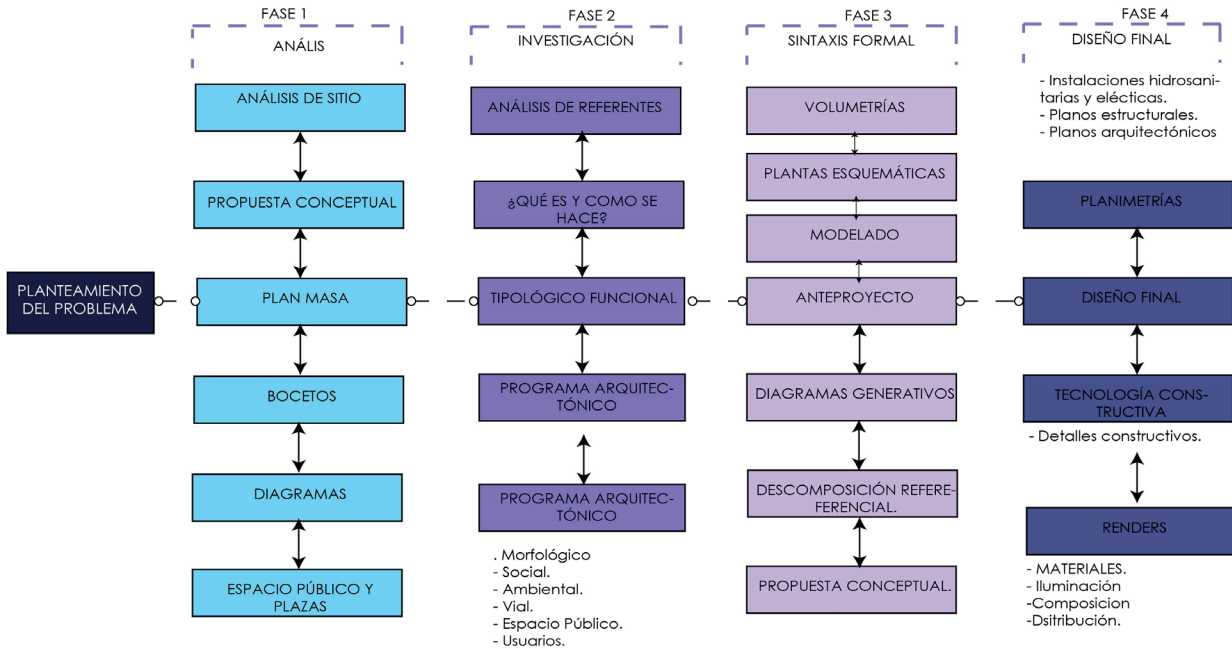 PLANTEAMIENTO
DEL PROBLEMA
FASE 1
ANÁLIS
ANÁLISIS DE SITIO
PROPUESTA CONCEPTUAL
PLAN MASA
BOCETOS
DIAGRAMAS
ESPACIO PÚBLICO Y
PLAZAS
FASE 2
INVESTIGACIÓN
ANÁLISIS DE REFERENTES
¿QUÉ ES Y COMO SE
HACE?
TIPOLÓGICO FUNCIONAL
PROGRAMA ARQUITEC-
TÓNICO
PROGRAMA ARQUITEC-
TÓNICO
. Morfológico
- Social.
- Ambiental.
- Vial.
- Espacio Público.
- Usuarios.
FASE 3
SINTAXIS FORMAL
VOLUMETRÍAS
PLANTAS ESQUEMÁTICAS
MODELADO
ANTEPROYECTO
DIAGRAMAS GENERATIVOS
DESCOMPOSICIÓN REFERE-
FERENCIAL.
PROPUESTA CONCEPTUAL.
FASE 4
DISEÑO FINAL
- Instalaciones hidrosani-
tarias y elécticas.
- Planos estructurales.
- Planos arquitectónicos
PLANIMETRÍAS
DISEÑO FINAL
TECNOLOGÍA CONS-
TRUCTIVA
- Detalles constructivos.
RENDERS
- MATERIALES.
- Iluminación
-Composicion
-Dsitribución.